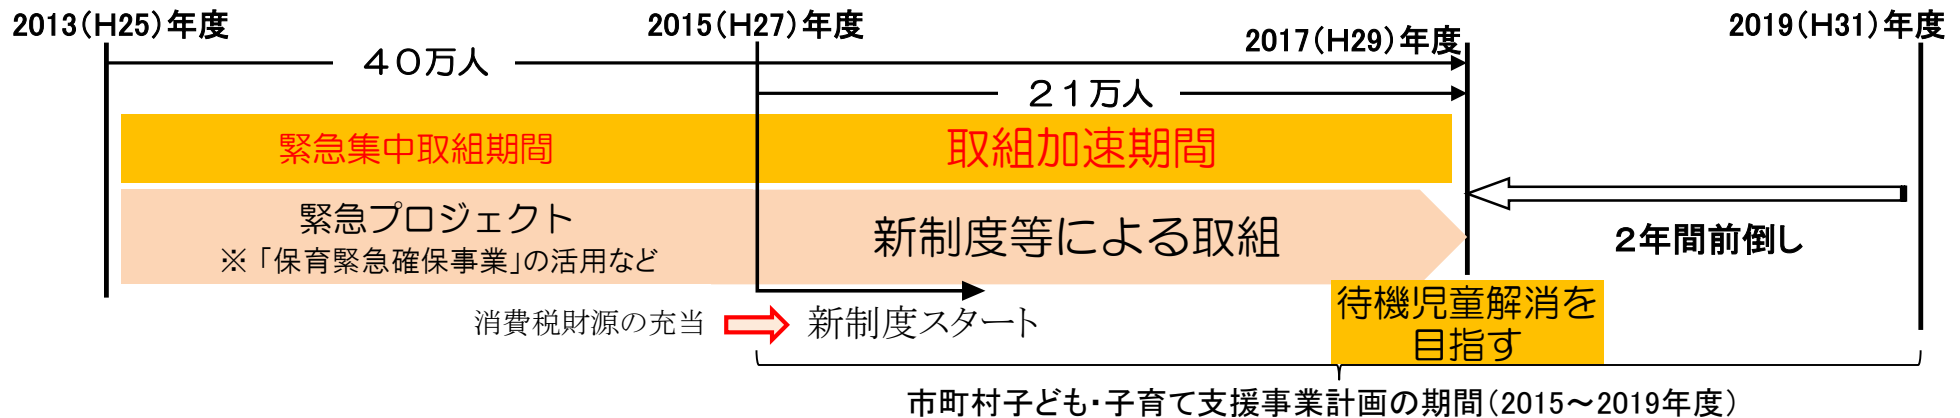 2013(H25)年度
2015(H27)年度
2017(H29)年度
2019(H31)年度
40万人
21万人
緊急集中取組期間
取組加速期間
緊急プロジェクト
※「保育緊急確保事業」の活用など
新制度等による取組
2年間前倒し
消費税財源の充当
新制度スタート
待機児童解消を
目指す
市町村子ども・子育て支援事業計画の期間(2015～2019年度)